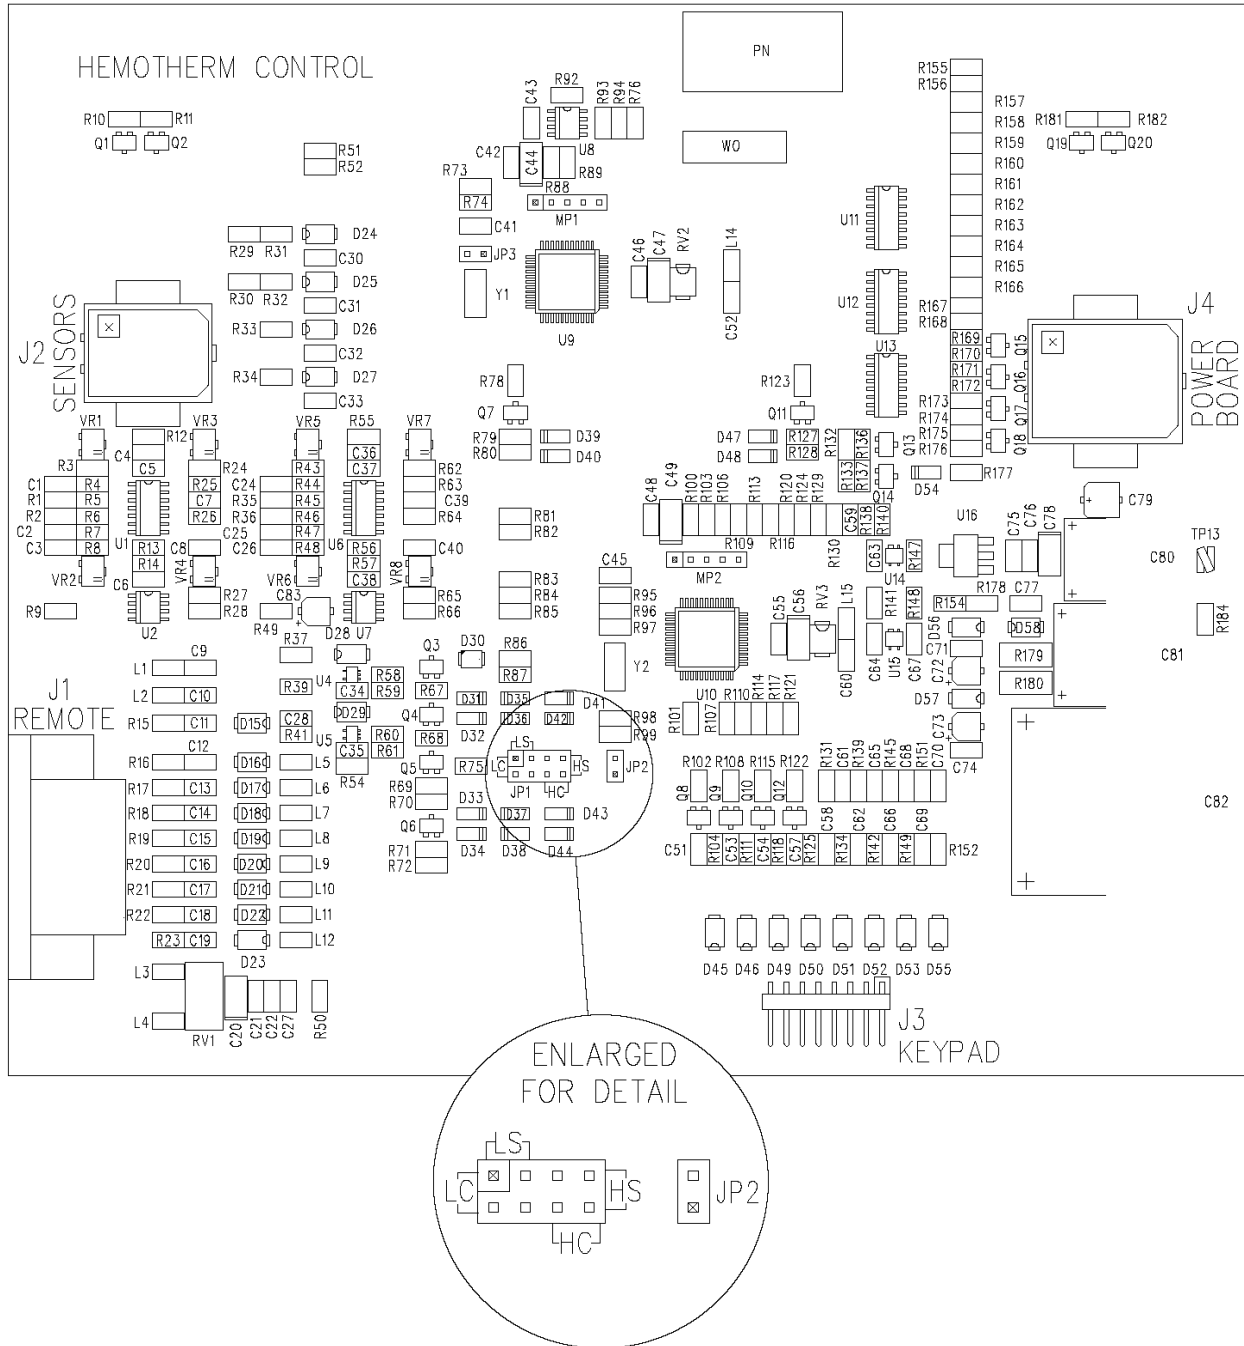 HEMOTHERM CONTROL
PN
WO
R10 R11
Q1 Q2
R51
R52
C43 R92 R93 R94 R76
U8
C42 C44 R89
R73 R88
R74
MP1
C41
JP3
Y1
U9
C46 C47 RV2
L14
C52
R155
R156
R157
R158
R159
R160
R161
R162
R163
R164
R165
R166
R167
R168
R169
R170
R171
R172
R173
R174
R175
R176
R177
R181 R182
Q19 Q20
U11
U12
U13
Q15
Q16
Q17
Q18
J4
POWER
BOARD
R29 R31 D24
C30
R30 R32 D25
C31
R33 D26
C32
R34 D27
C33
J2
SENSORS
VR1 VR3 VR5 R55 VR7
C4 R12
R3 C5 R24 R43 C36 C37 R62
C1 R4 R25 C24 R44 R63
R1 R5 C7 R35 R45 C39
R2 R6 R26 R36 R46 R64
C2 R7 C25 R47
C3 R8 U1 R13 C8 C26 R48 U6 R56 C40
R14 R57
VR2 C6 VR4 VR6 C38 VR8
R9 U2 R27 R28 R49 C83 U7 R65 R66
R78
Q7
R79 D39
R80 D40
R81
R82
R83
R84
R85
R123
Q11
D47 R127
D48 R128
R132 R136
R133 R137
Q13
Q14
D54
C48 C49 R100 R103 R106 R113 R120 R124 R129 C59 R138 R140
R109 R116 R130
MP2
C45
R95
R96
R97
C63 R147
U14
U16
C75 C76 C78
C79
C80
TP13
R178
R154 C77
R184
R141 R148
C55 C56 RV3 L15
C64 U15 C67
C60
D56 D58
C71
C72 R179
D57 R180
C73
C74
C81
C82
Y2
U10
R101 R107 R110 R114 R117 R121
R37 D28
U4 R58
C34 R59
R39 D29
C28
R41 U5 R60
C35 R61
R54
Q3 D30 R86
R67 R87
Q4 D31 D35 D41
R68 D32 D36 D42
Q5 R75
R69 D33 D37 D43
R70
Q6 D34 D38 D44
R71
R72
R98
R99
LS
LC HS
JP1 HC
JP2
J1
REMOTE
L1 C9
L2 C10
R15 C11 D15
R16 C12 D16 L5
R17 C13 D17 L6
R18 C14 D18 L7
R19 C15 D19 L8
R20 C16 D20 L9
R21 C17 D21 L10
R22 C18 D22 L11
R23 C19 D23 L12
L3
L4 RV1 C20 C21 C22 C27 R50
R102 R108 R115 R122
Q8 Q9 Q10 Q12
R131 C61 R139 C65 R145 C68 R151 C70
C58 C62 C66 C69
C51 R104 C53 R111 C54 R118 C57 R125 R134 R142 R149 R152
D45 D46 D49 D50 D51 D52 D53 D55
J3
KEYPAD
ENLARGED
FOR DETAIL
LS
LC HS JP2
HC